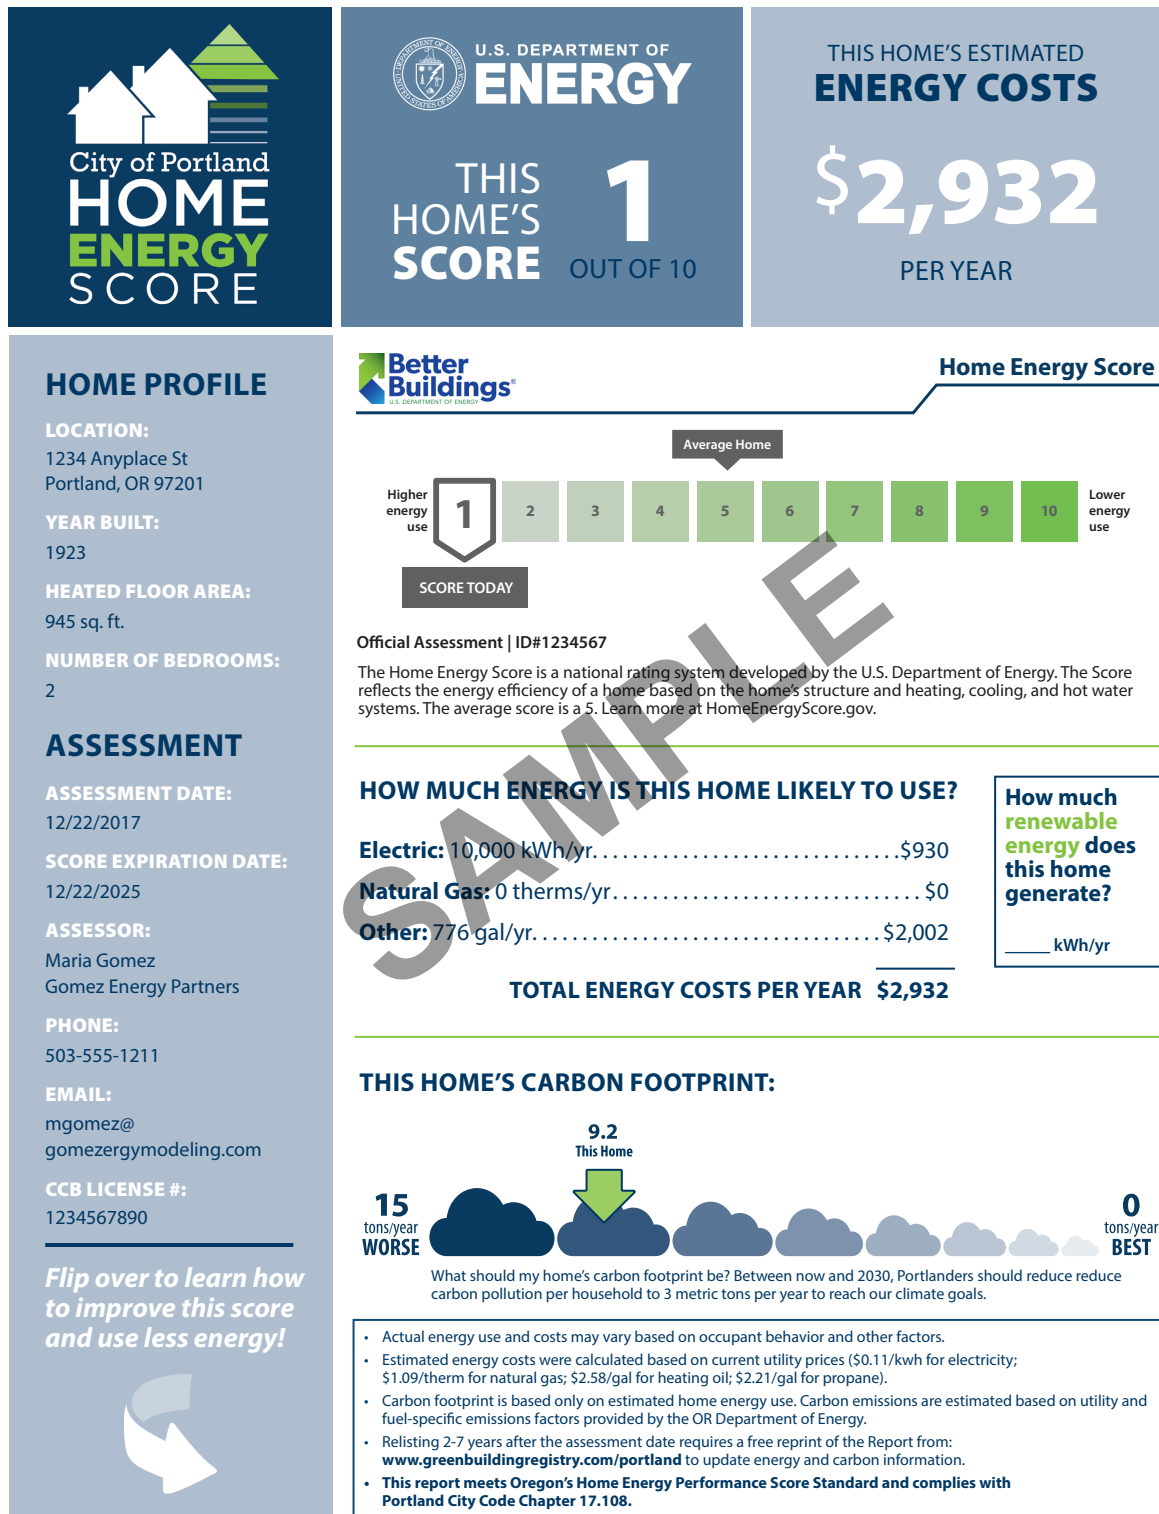 City of Portland
HOME
ENERGY
SCORE
U.S. DEPARTMENT OF
ENERGY
THIS
HOME'S
SCORE
1
OUT OF 10
THIS HOME'S ESTIMATED
ENERGY COSTS
$2,932
PER YEAR
HOME PROFILE
LOCATION:
1234 Anyplace St
Portland, OR 97201
YEAR BUILT:
1923
HEATED FLOOR AREA:
945 sq. ft.
NUMBER OF BEDROOMS:
2
ASSESSMENT
ASSESSMENT DATE:
12/22/2017
SCORE EXPIRATION DATE:
12/22/2025
ASSESSOR:
Maria Gomez
Gomez Energy Partners
PHONE:
503-555-1211
EMAIL:
mgomez@
gomezergymodeling.com
CCB LICENSE #:
1234567890
Flip over to learn how
to improve this score
and use less energy!
Better
Buildings®
U.S. DEPARTMENT OF ENERGY
Home Energy Score
Average Home
Higher
energy
use
1 2 3 4 5 6 7 8 9 10
Lower
energy
use
SCORE TODAY
Official Assessment | ID#1234567
The Home Energy Score is a national rating system developed by the U.S. Department of Energy. The Score
reflects the energy efficiency of a home based on the home's structure and heating, cooling, and hot water
systems. The average score is a 5. Learn more at HomeEnergyScore.gov.
SAMPLE
HOW MUCH ENERGY IS THIS HOME LIKELY TO USE?
Electric: 10,000 kWh/yr. . . . . . . . . . . . . . . . . . . . . . . . . . . . . . .$930
Natural Gas: 0 therms/yr. . . . . . . . . . . . . . . . . . . . . . . . . . . . . . $0
Other: 776 gal/yr. . . . . . . . . . . . . . . . . . . . . . . . . . . . . . . . . . .$2,002
TOTAL ENERGY COSTS PER YEAR $2,932
How much
renewable
energy does
this home
generate?
_____ kWh/yr
THIS HOME'S CARBON FOOTPRINT:
9.2
This Home
15
tons/year
WORSE
0
tons/year
BEST
What should my home's carbon footprint be? Between now and 2030, Portlanders should reduce reduce
carbon pollution per household to 3 metric tons per year to reach our climate goals.
• Actual energy use and costs may vary based on occupant behavior and other factors.
• Estimated energy costs were calculated based on current utility prices ($0.11/kwh for electricity;
$1.09/therm for natural gas; $2.58/gal for heating oil; $2.21/gal for propane).
• Carbon footprint is based only on estimated home energy use. Carbon emissions are estimated based on utility and
fuel-specific emissions factors provided by the OR Department of Energy.
• Relisting 2-7 years after the assessment date requires a free reprint of the Report from:
www.greenbuildingregistry.com/portland to update energy and carbon information.
• This report meets Oregon's Home Energy Performance Score Standard and complies with
Portland City Code Chapter 17.108.